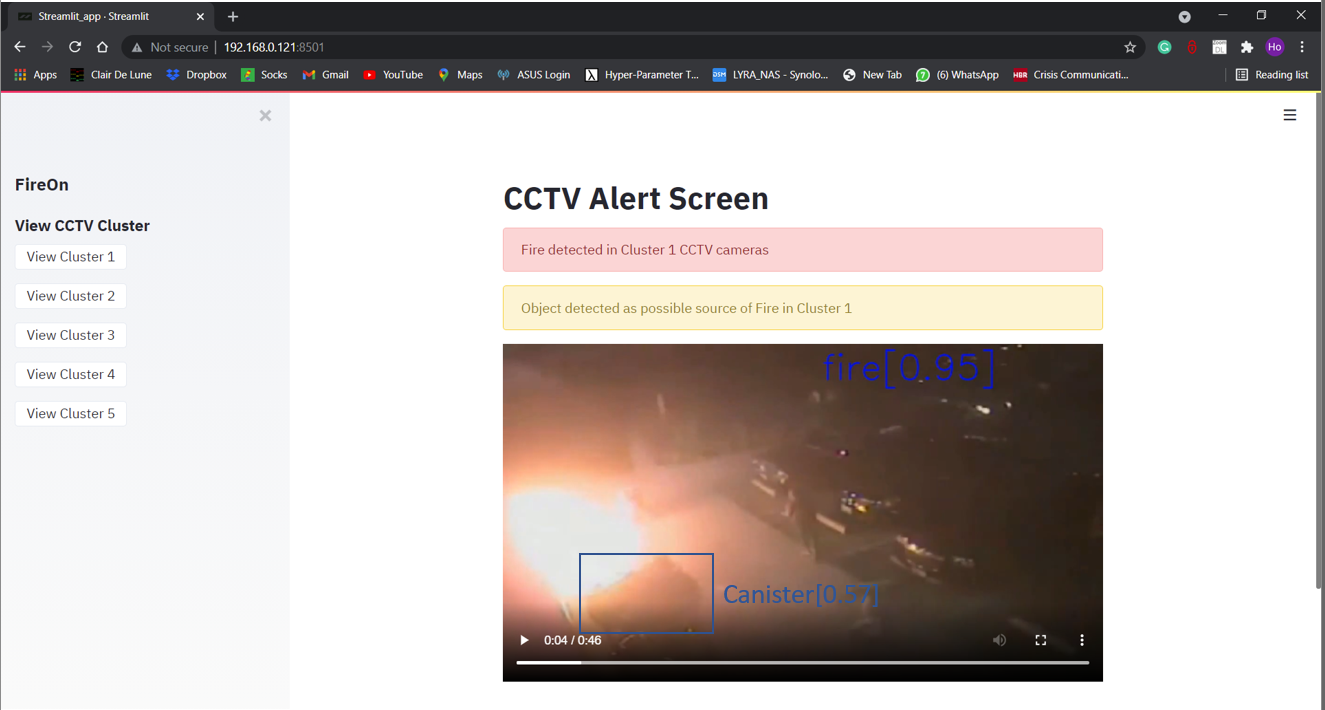 Streamlit_app · Streamlit
Not secure | 192.168.0.121:8501
Ho
Apps Clair De Lune Dropbox Socks Gmail YouTube Maps ASUS Login Hyper-Parameter T... DSM LYRA_NAS - Synolo... New Tab 7 (6) WhatsApp HBR Crisis Communicati... Reading list
FireOn
View CCTV Cluster
View Cluster 1
View Cluster 2
View Cluster 3
View Cluster 4
View Cluster 5
CCTV Alert Screen
Fire detected in Cluster 1 CCTV cameras
Object detected as possible source of Fire in Cluster 1
fire[0.95]
Canister[0.57]
0:04 / 0:46